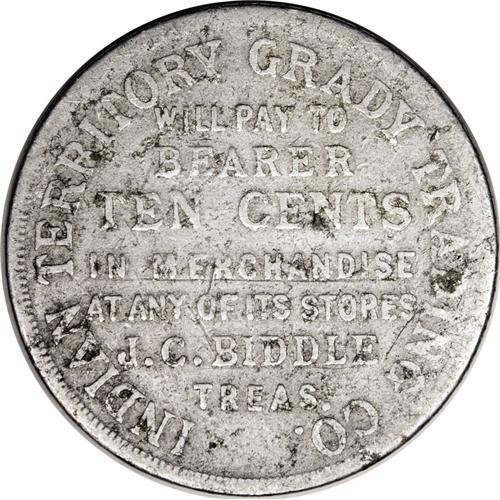 INDIAN TERRITORY GRADY TRADING CO.
WILL PAY TO
BEARER
TEN CENTS
IN MERCHANDISE
AT ANY OF ITS STORES
J.C. BIDDLE
TREAS.